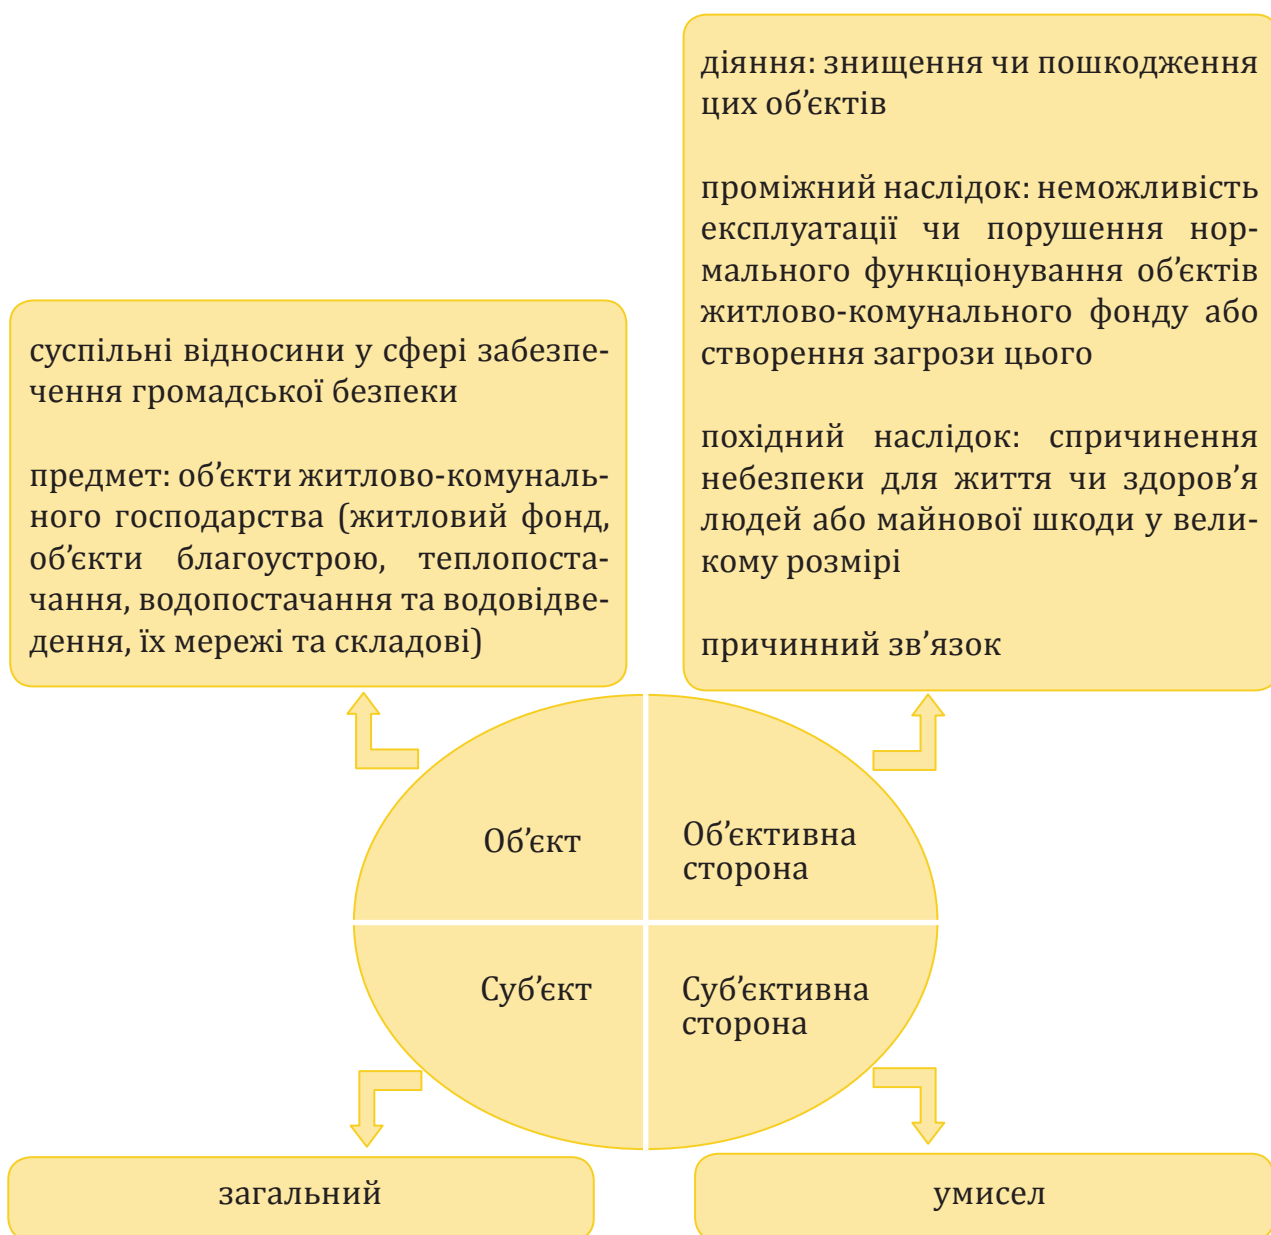 діяння: знищення чи пошкодження
цих об’єктів
проміжний наслідок: неможливість
експлуатації чи порушення нор-
мального функціонування об’єктів
житлово-комунального фонду або
створення загрози цього
похідний наслідок: спричинення
небезпеки для життя чи здоров’я
людей або майнової шкоди у вели-
кому розмірі
причинний зв’язок
суспільні відносини у сфері забезпе-
чення громадської безпеки
предмет: об’єкти житлово-комуналь-
ного господарства (житловий фонд,
об’єкти благоустрою, теплопоста-
чання, водопостачання та водовідве-
дення, їх мережі та складові)
Об’єкт
Об’єктивна
сторона
Суб’єкт
Суб’єктивна
сторона
загальний
умисел